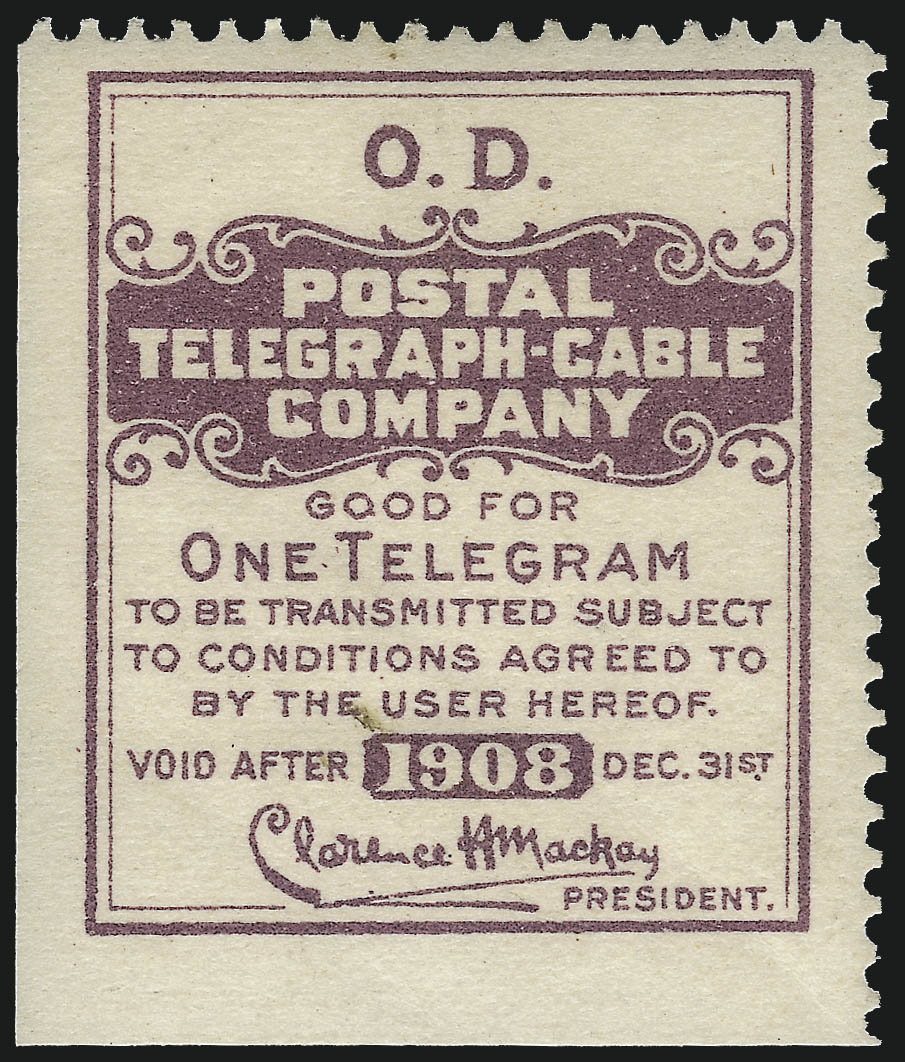 O. D.
POSTAL
TELEGRAPH-CABLE
COMPANY
GOOD FOR
ONE TELEGRAM
TO BE TRANSMITTED SUBJECT
TO CONDITIONS AGREED TO
BY THE USER HEREOF.
VOID AFTER 1908 DEC. 31ST.
Clarence H Mackay
PRESIDENT.